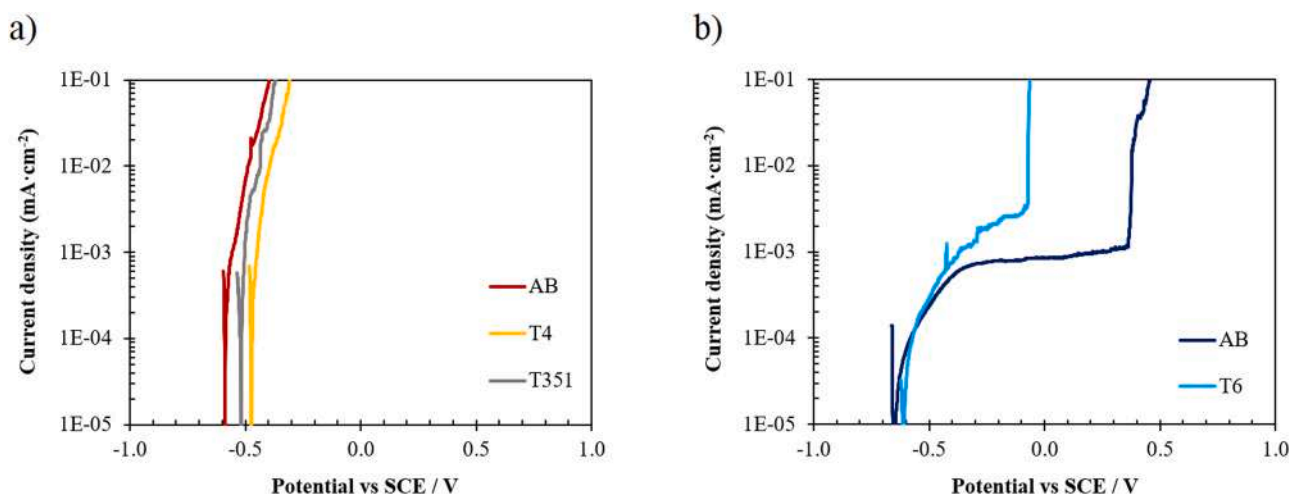 a)
1E-01
1E-02
1E-03
1E-04
1E-05
Current density (mA·cm⁻²)
AB
T4
T351
-1.0 -0.5 0.0 0.5 1.0
Potential vs SCE / V
b)
1E-01
1E-02
1E-03
1E-04
1E-05
Current density (mA·cm⁻²)
AB
T6
-1.0 -0.5 0.0 0.5 1.0
Potential vs SCE / V